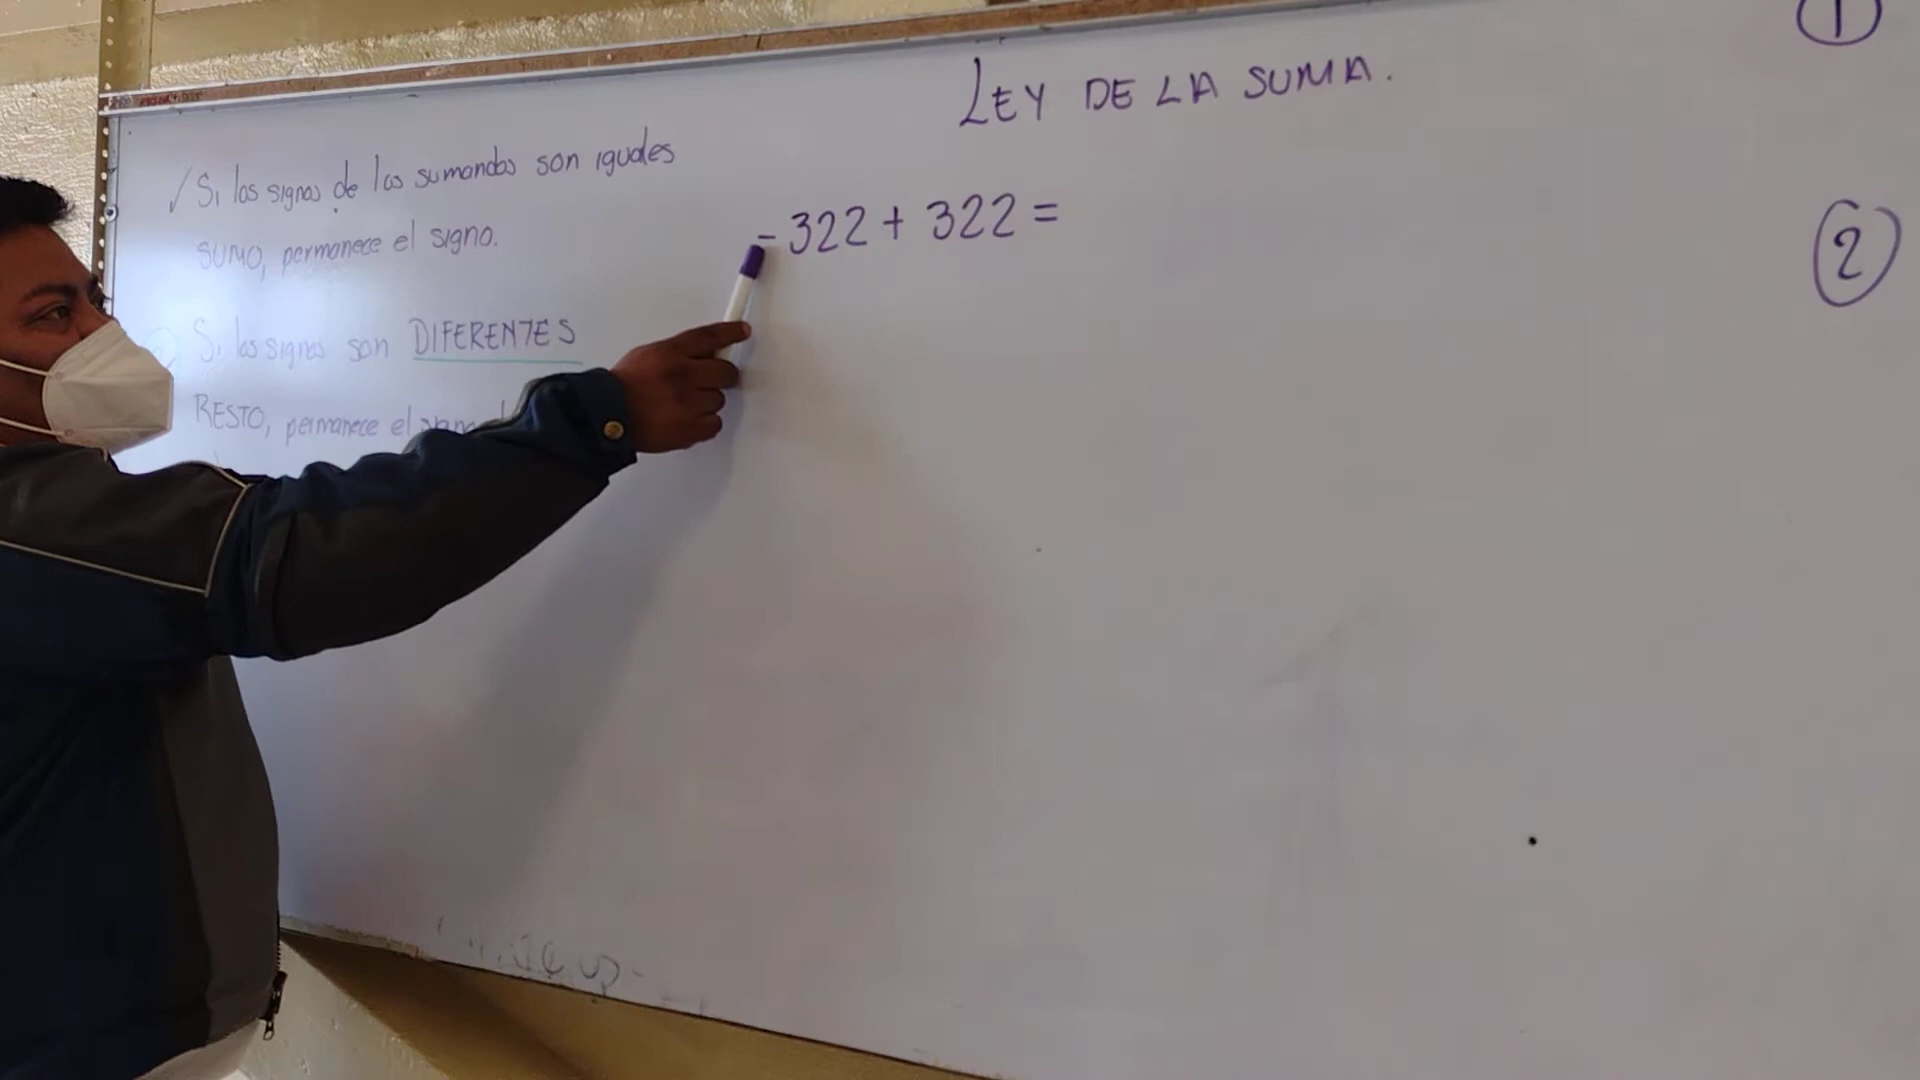 LEY DE LA SUMA.
1
✓ Si los signos de los sumandos son iguales
SUMO, permanece el signo.
- 322 + 322 =
2
Si los signos son DIFERENTES
RESTO, permanece el